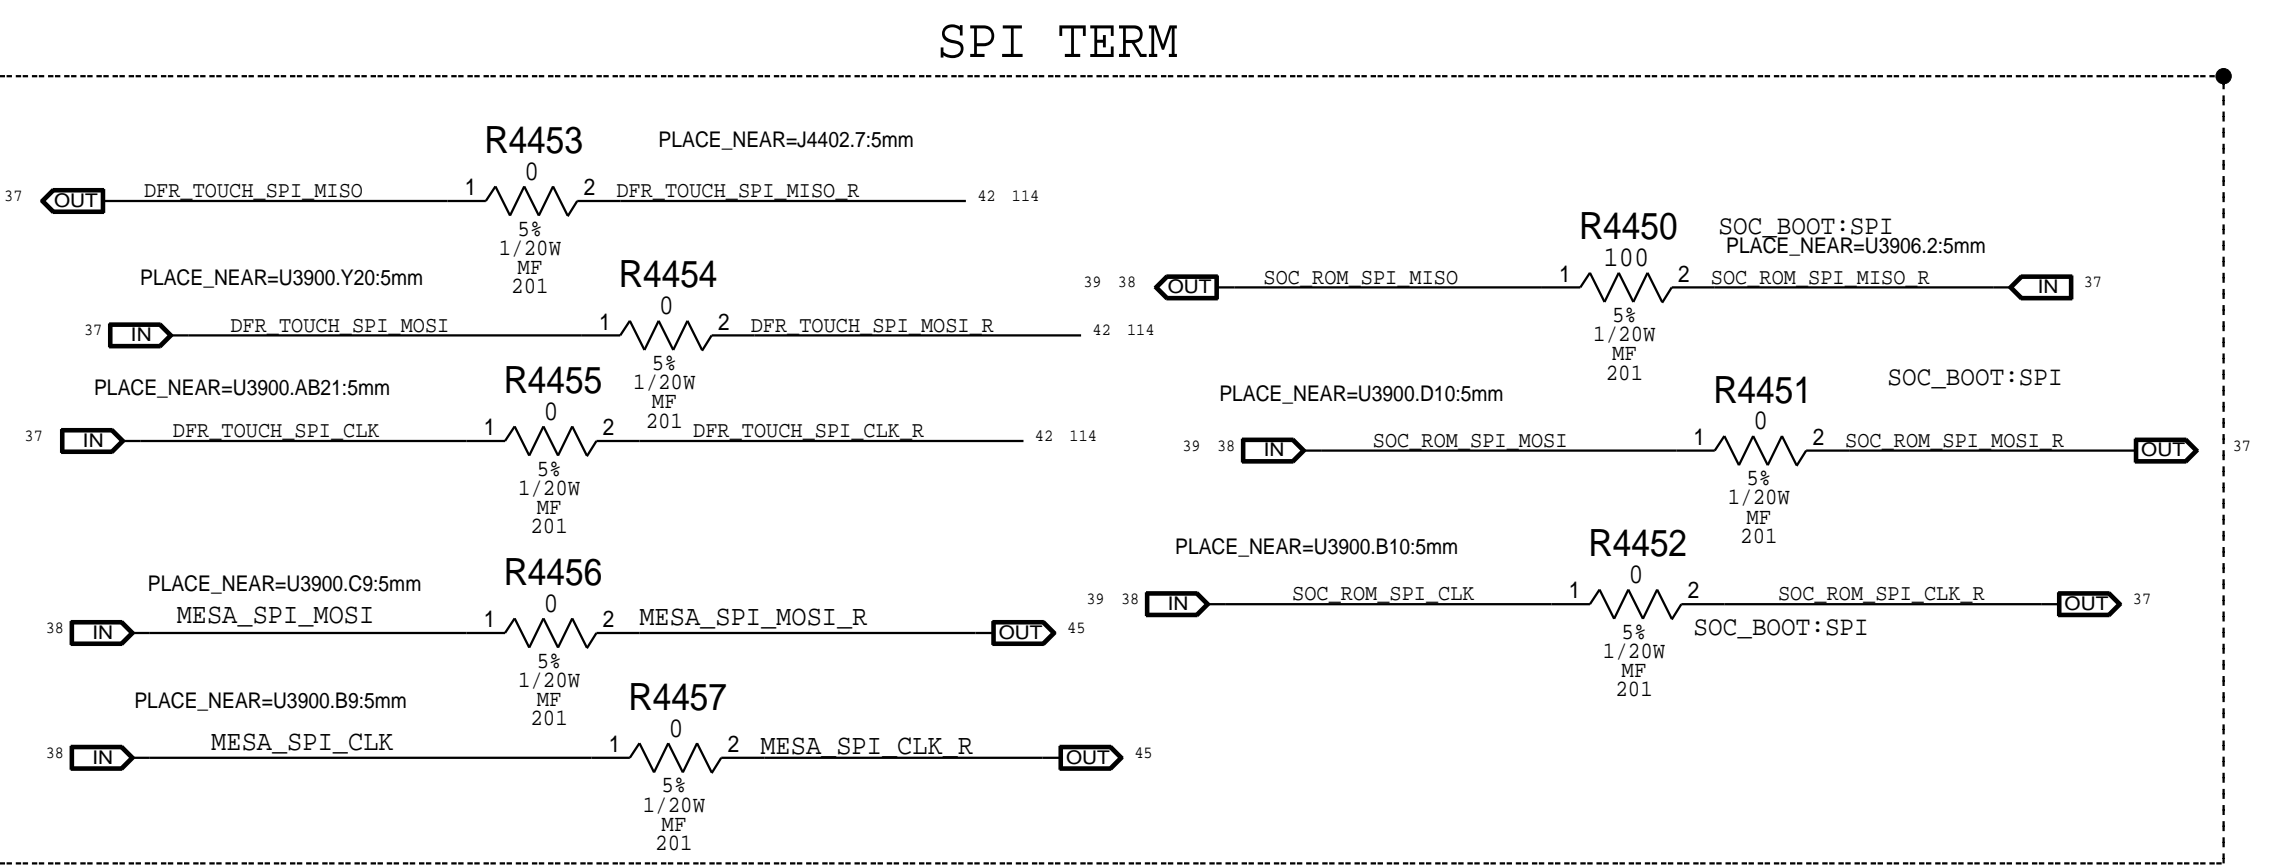 SPI TERM
R4453
PLACE_NEAR=J4402.7:5mm
0
37 OUT DFR_TOUCH_SPI_MISO 1 2 DFR_TOUCH_SPI_MISO_R 42 114
5%
1/20W
MF
201
PLACE_NEAR=U3900.Y20:5mm
R4454
0
37 IN DFR_TOUCH_SPI_MOSI 1 2 DFR_TOUCH_SPI_MOSI_R 42 114
5%
1/20W
MF
201
PLACE_NEAR=U3900.AB21:5mm
R4455
0
37 IN DFR_TOUCH_SPI_CLK 1 2 DFR_TOUCH_SPI_CLK_R 42 114
5%
1/20W
MF
201
PLACE_NEAR=U3900.C9:5mm
R4456
0
38 IN MESA_SPI_MOSI 1 2 MESA_SPI_MOSI_R OUT 45
5%
1/20W
MF
201
PLACE_NEAR=U3900.B9:5mm
R4457
0
38 IN MESA_SPI_CLK 1 2 MESA_SPI_CLK_R OUT 45
5%
1/20W
MF
201
R4450
SOC_BOOT:SPI
PLACE_NEAR=U3906.2:5mm
100
39 38 OUT SOC_ROM_SPI_MISO 1 2 SOC_ROM_SPI_MISO_R IN 37
5%
1/20W
MF
201
SOC_BOOT:SPI
PLACE_NEAR=U3900.D10:5mm
R4451
0
39 38 IN SOC_ROM_SPI_MOSI 1 2 SOC_ROM_SPI_MOSI_R OUT 37
5%
1/20W
MF
201
PLACE_NEAR=U3900.B10:5mm
R4452
0
39 38 IN SOC_ROM_SPI_CLK 1 2 SOC_ROM_SPI_CLK_R OUT 37
SOC_BOOT:SPI
5%
1/20W
MF
201